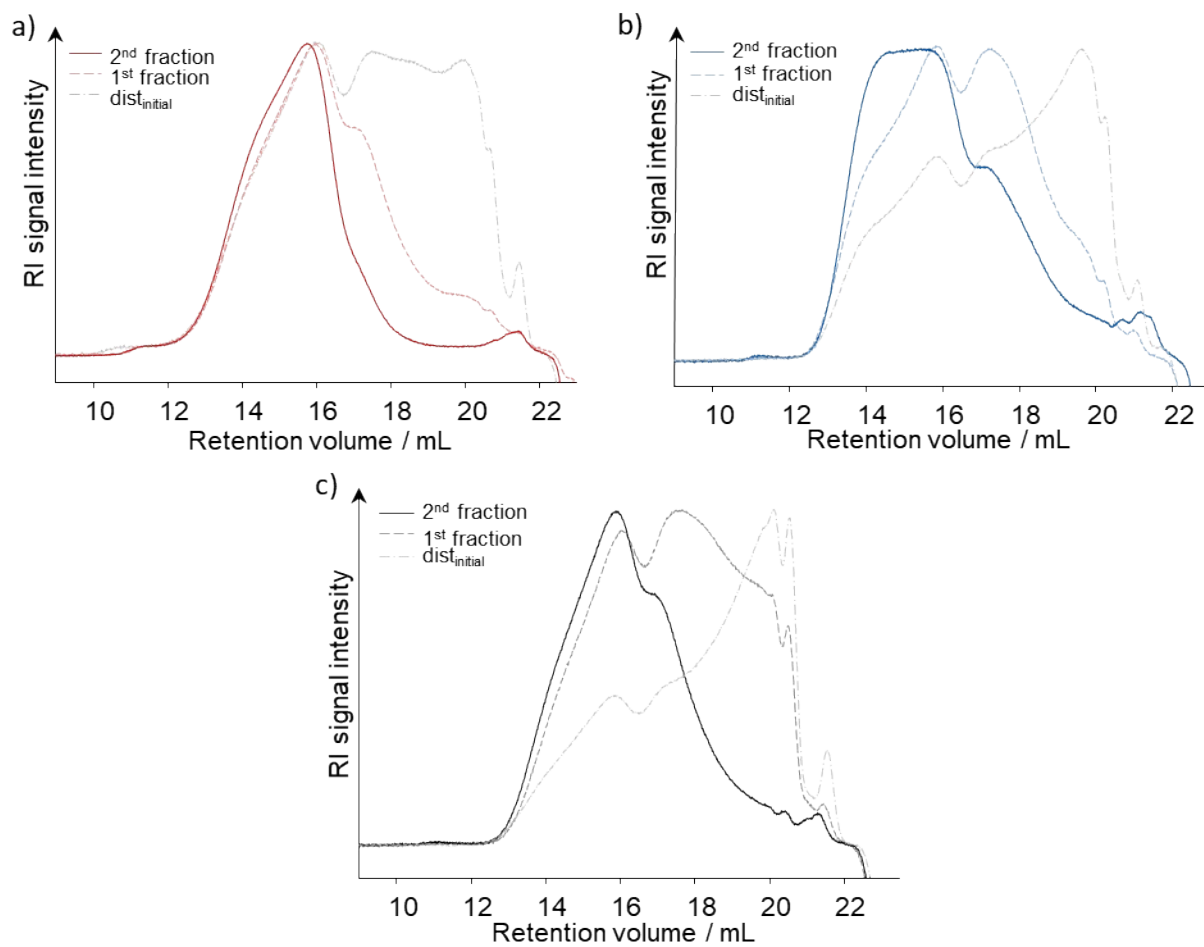 a)
2nd fraction
1st fraction
distinitial
RI signal intensity
10 12 14 16 18 20 22
Retention volume / mL
b)
2nd fraction
1st fraction
distinitial
RI signal intensity
10 12 14 16 18 20 22
Retention volume / mL
c)
2nd fraction
1st fraction
distinitial
RI signal intensity
10 12 14 16 18 20 22
Retention volume / mL